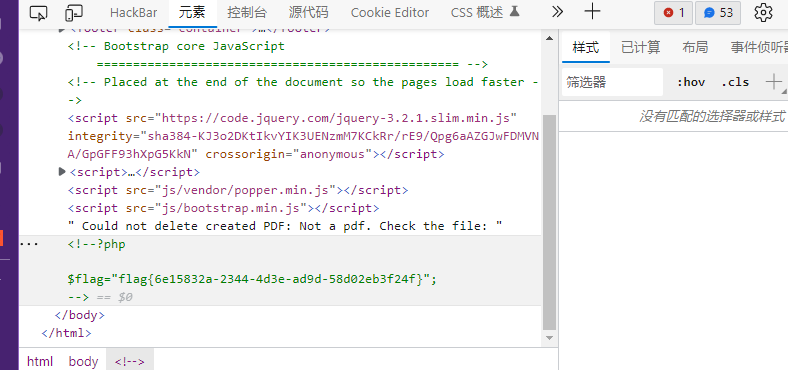 HackBar 元素 控制台 源代码 Cookie Editor CSS 概述 1 53
<footer class="container">…</footer>
<!-- Bootstrap core JavaScript
================================================== -->
<!-- Placed at the end of the document so the pages load faster -
->
<script src="https://code.jquery.com/jquery-3.2.1.slim.min.js"
integrity="sha384-KJ3o2DKtIkvYIK3UENzmM7KCkRr/rE9/Qpg6aAZGJwFDMVN
A/GpGFF93hXpG5KkN" crossorigin="anonymous"></script>
<script>…</script>
<script src="js/vendor/popper.min.js"></script>
<script src="js/bootstrap.min.js"></script>
" Could not delete created PDF: Not a pdf. Check the file: "
··· <!--?php
$flag="flag{6e15832a-2344-4d3e-ad9d-58d02eb3f24f}";
--> == $0
</body>
</html>
html body <!-->
样式 已计算 布局 事件侦听器
筛选器 :hov .cls
没有匹配的选择器或样式